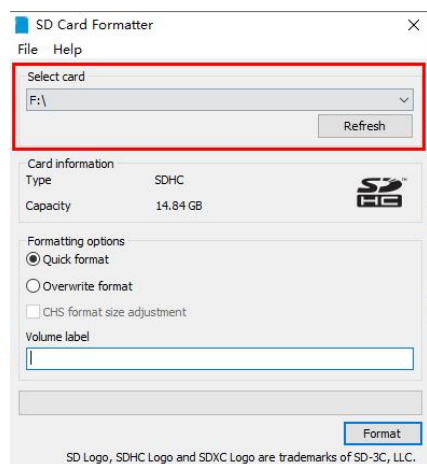 SD Card Formatter
File Help
Select card
F:\
Refresh
Card information
Type SDHC
Capacity 14.84 GB
SD
HC
Formatting options
Quick format
Overwrite format
CHS format size adjustment
Volume label
Format
SD Logo, SDHC Logo and SDXC Logo are trademarks of SD-3C, LLC.